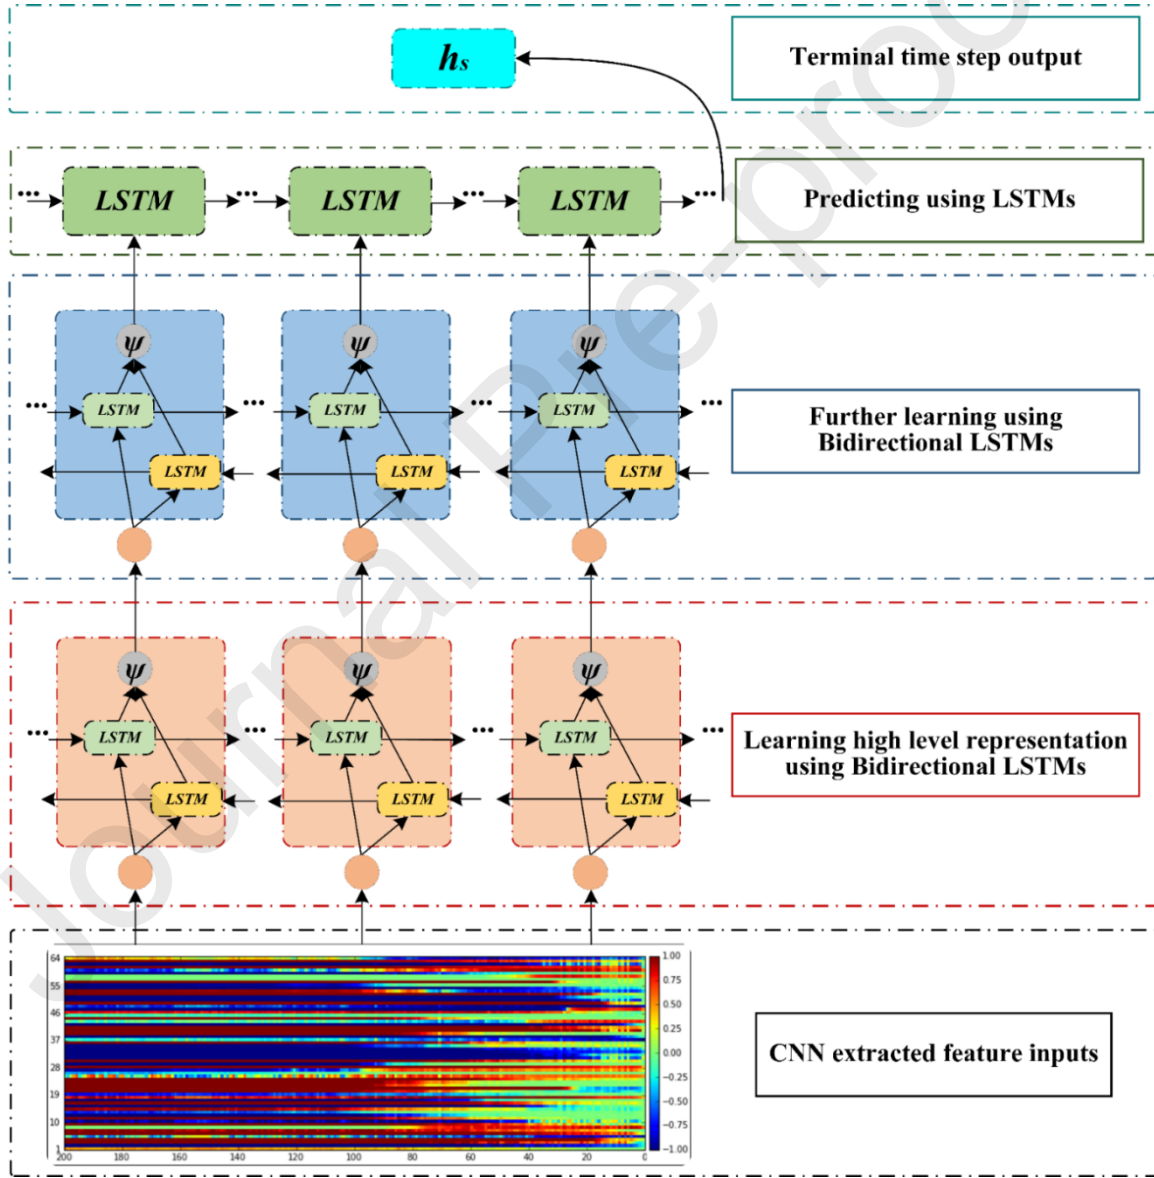 hs
Terminal time step output
... LSTM ... LSTM ... LSTM ...
Predicting using LSTMs
ψ ψ ψ
... LSTM ... LSTM ... LSTM ...
LSTM LSTM LSTM
Further learning using
Bidirectional LSTMs
ψ ψ ψ
... LSTM ... LSTM ... LSTM ...
LSTM LSTM LSTM
Learning high level representation
using Bidirectional LSTMs
64
55
46
37
28
19
10
1
200 180 160 140 120 100 80 60 40 20 0
1.00
0.75
0.50
0.25
0.00
−0.25
−0.50
−0.75
−1.00
CNN extracted feature inputs
Journal Pre-proo